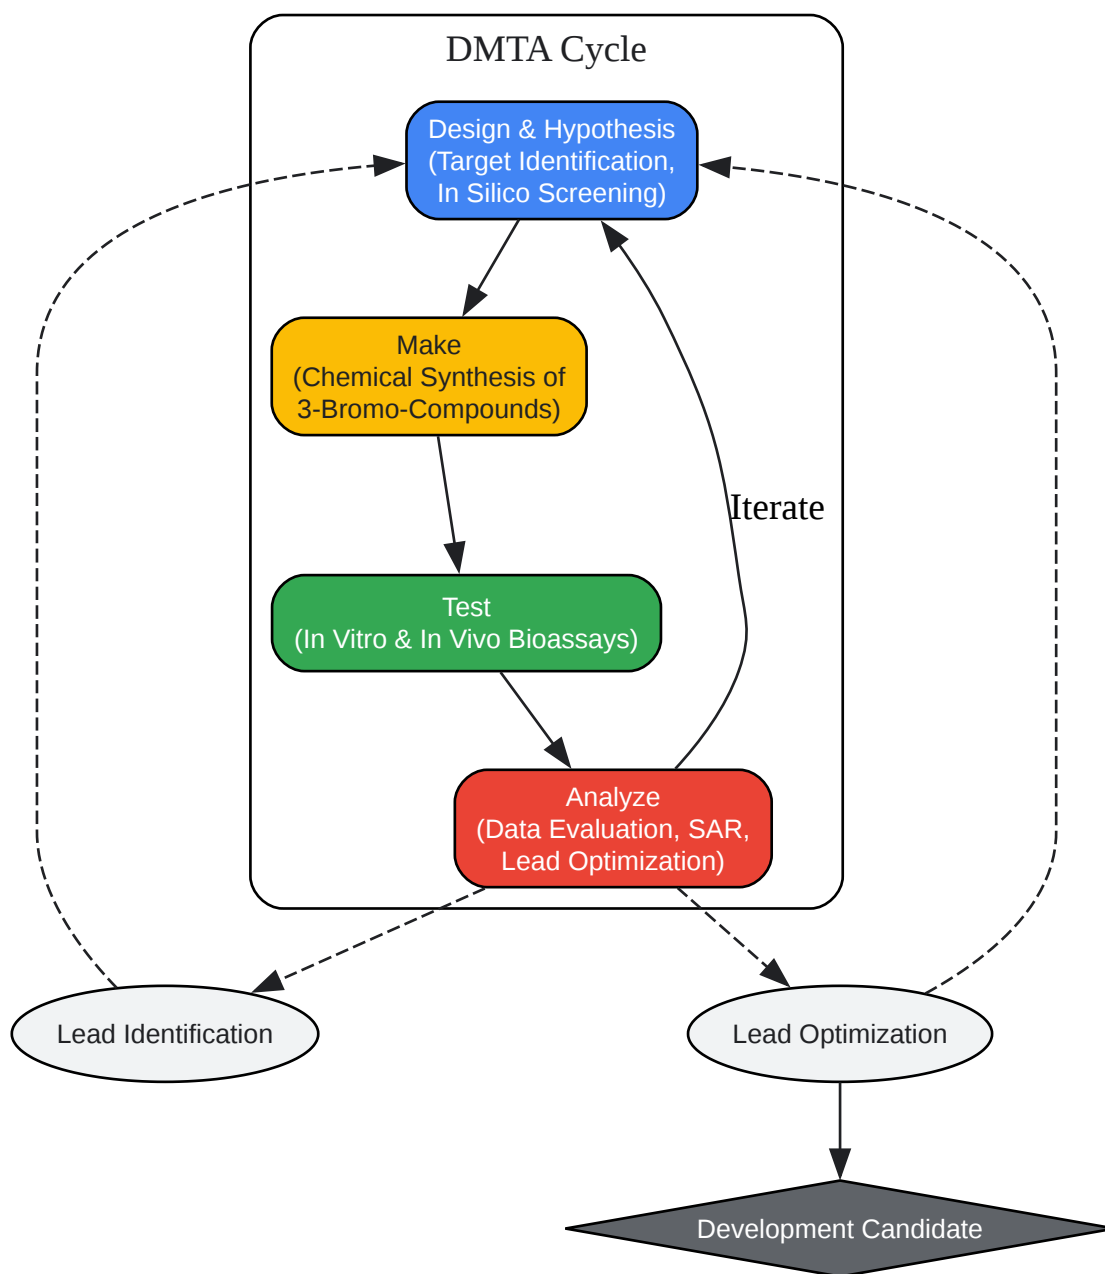 DMTA Cycle
Design & Hypothesis
(Target Identification,
In Silico Screening)
Make
(Chemical Synthesis of
3-Bromo-Compounds)
Iterate
Test
(In Vitro & In Vivo Bioassays)
Analyze
(Data Evaluation, SAR,
Lead Optimization)
Lead Identification
Lead Optimization
Development Candidate